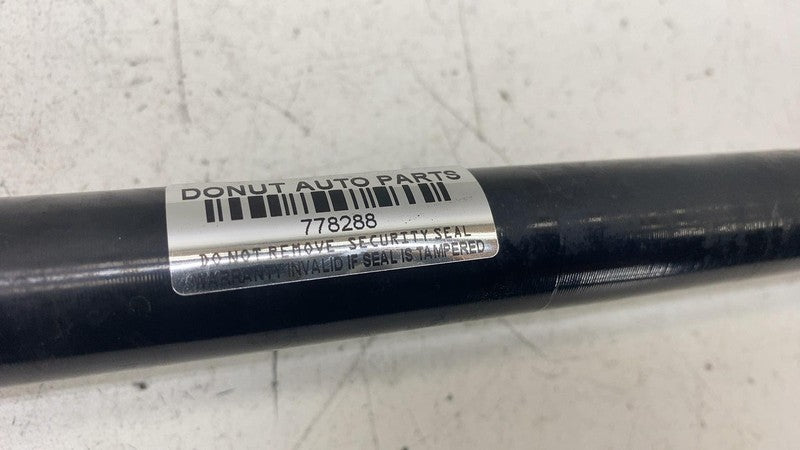 DONUT AUTO PARTS
778288
DO NOT REMOVE SECURITY SEAL
WARRANTY INVALID IF SEAL IS TAMPERED